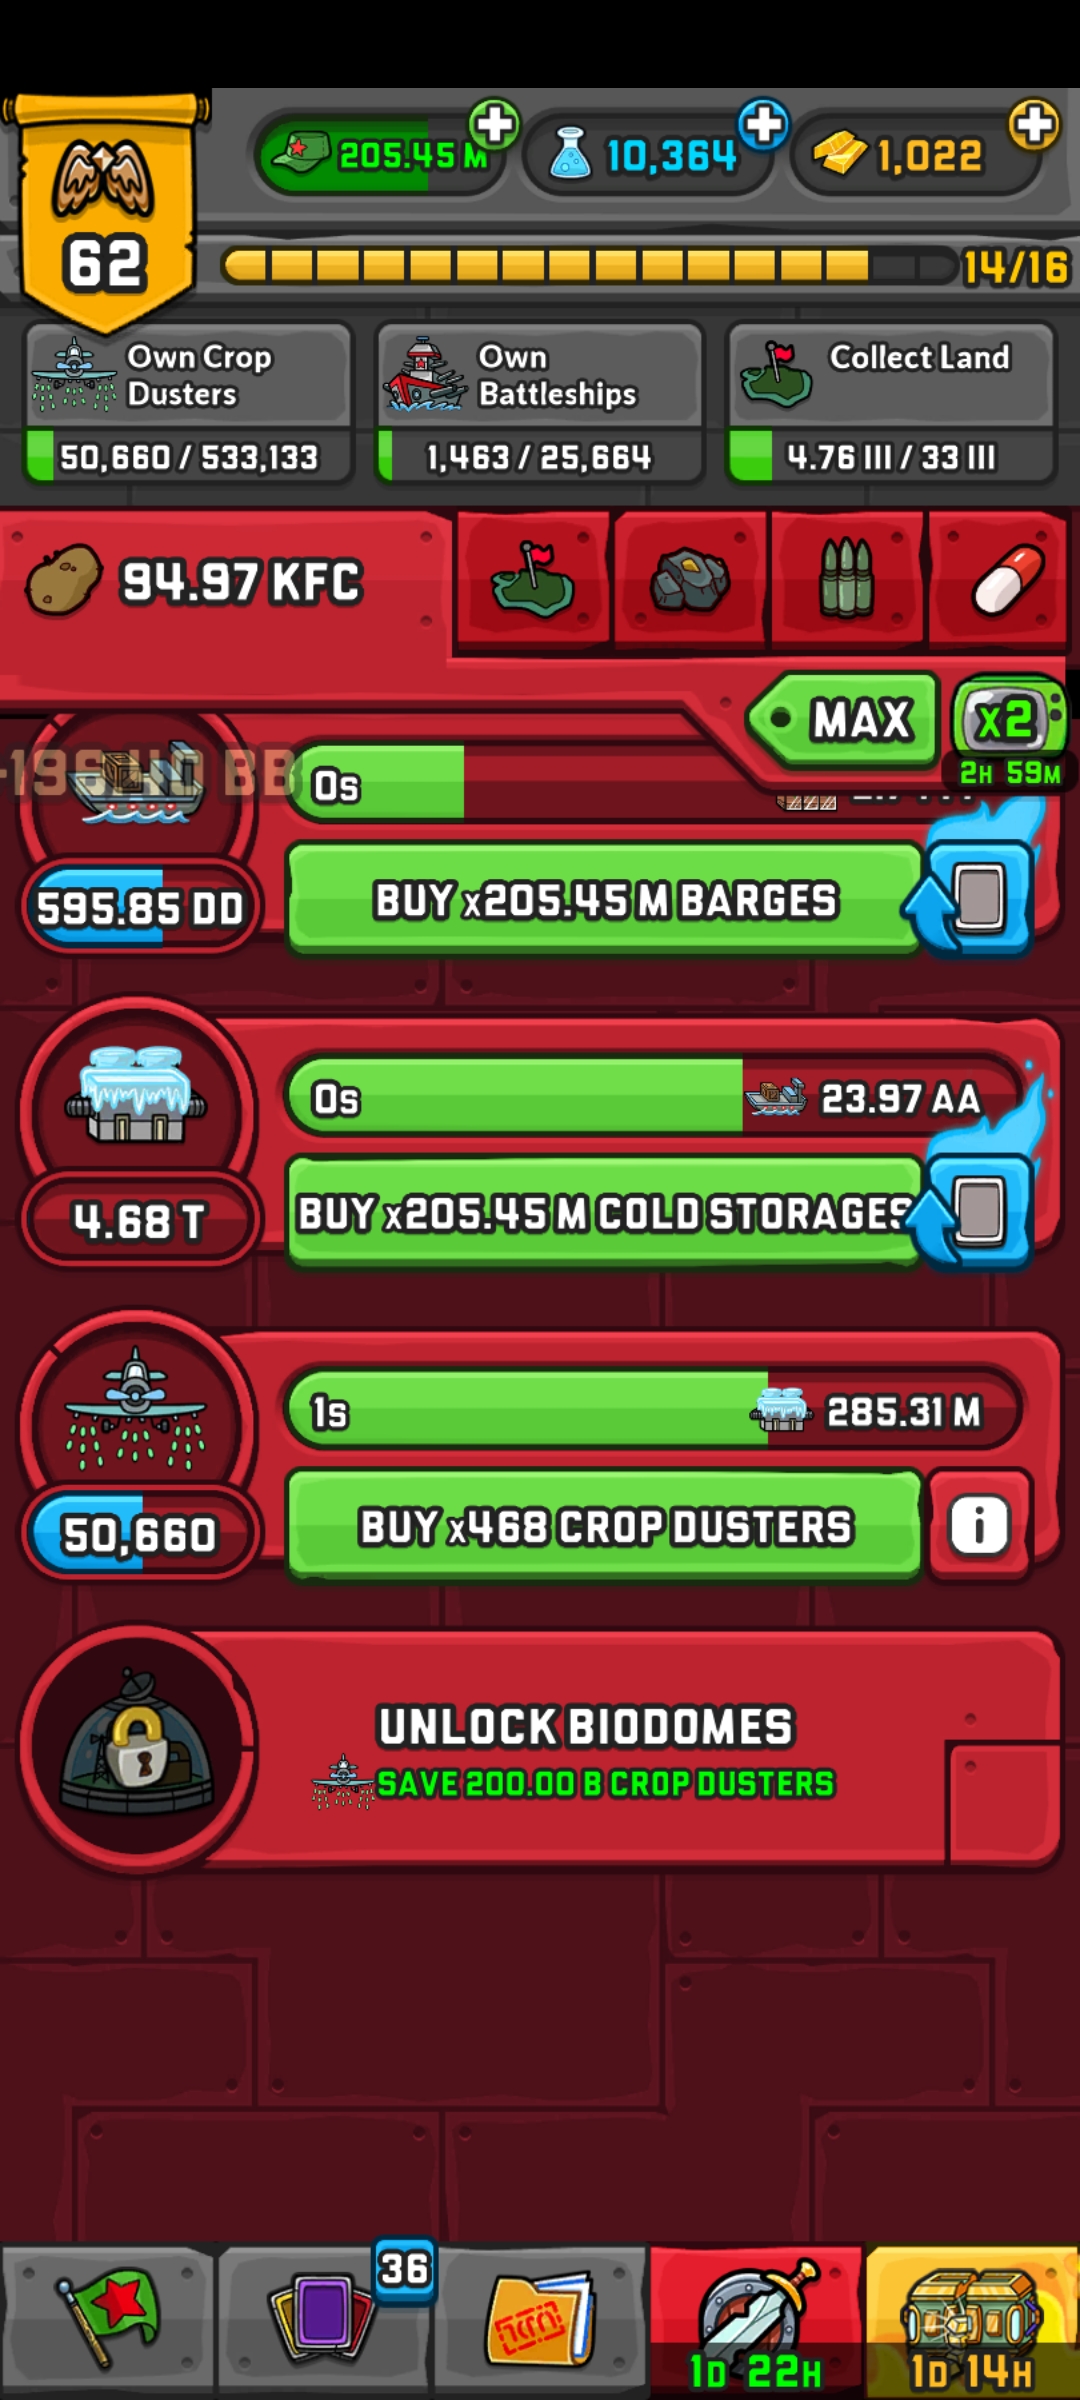 205.45 M
10,364
1,022
62
14/16
Own Crop
Dusters
50,660 / 533,133
Own
Battleships
1,463 / 25,664
Collect Land
4.76 III / 33 III
94.97 KFC
MAX
x2
2H 59M
0s
595.85 DD
BUY x205.45 M BARGES
0s
23.97 AA
4.68 T
BUY x205.45 M COLD STORAGES
1s
285.31 M
50,660
BUY x468 CROP DUSTERS
i
UNLOCK BIODOMES
SAVE 200.00 B CROP DUSTERS
36
1D 22H
1D 14H